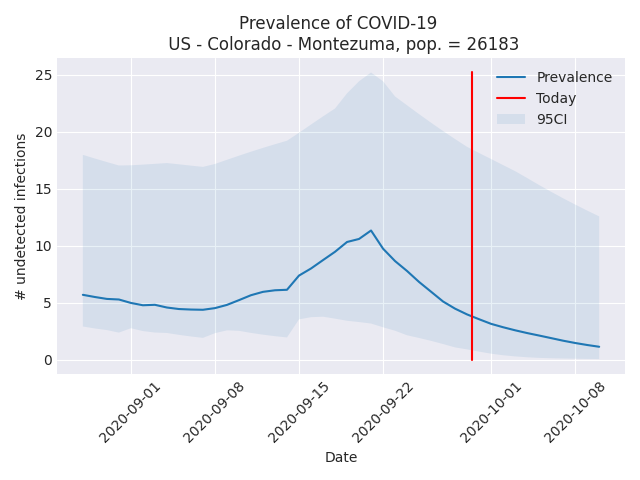 Prevalence of COVID-19
US - Colorado - Montezuma, pop. = 26183
25
20
15
10
5
0
# undetected infections
Prevalence
Today
95CI
2020-09-01
2020-09-08
2020-09-15
2020-09-22
2020-10-01
2020-10-08
Date